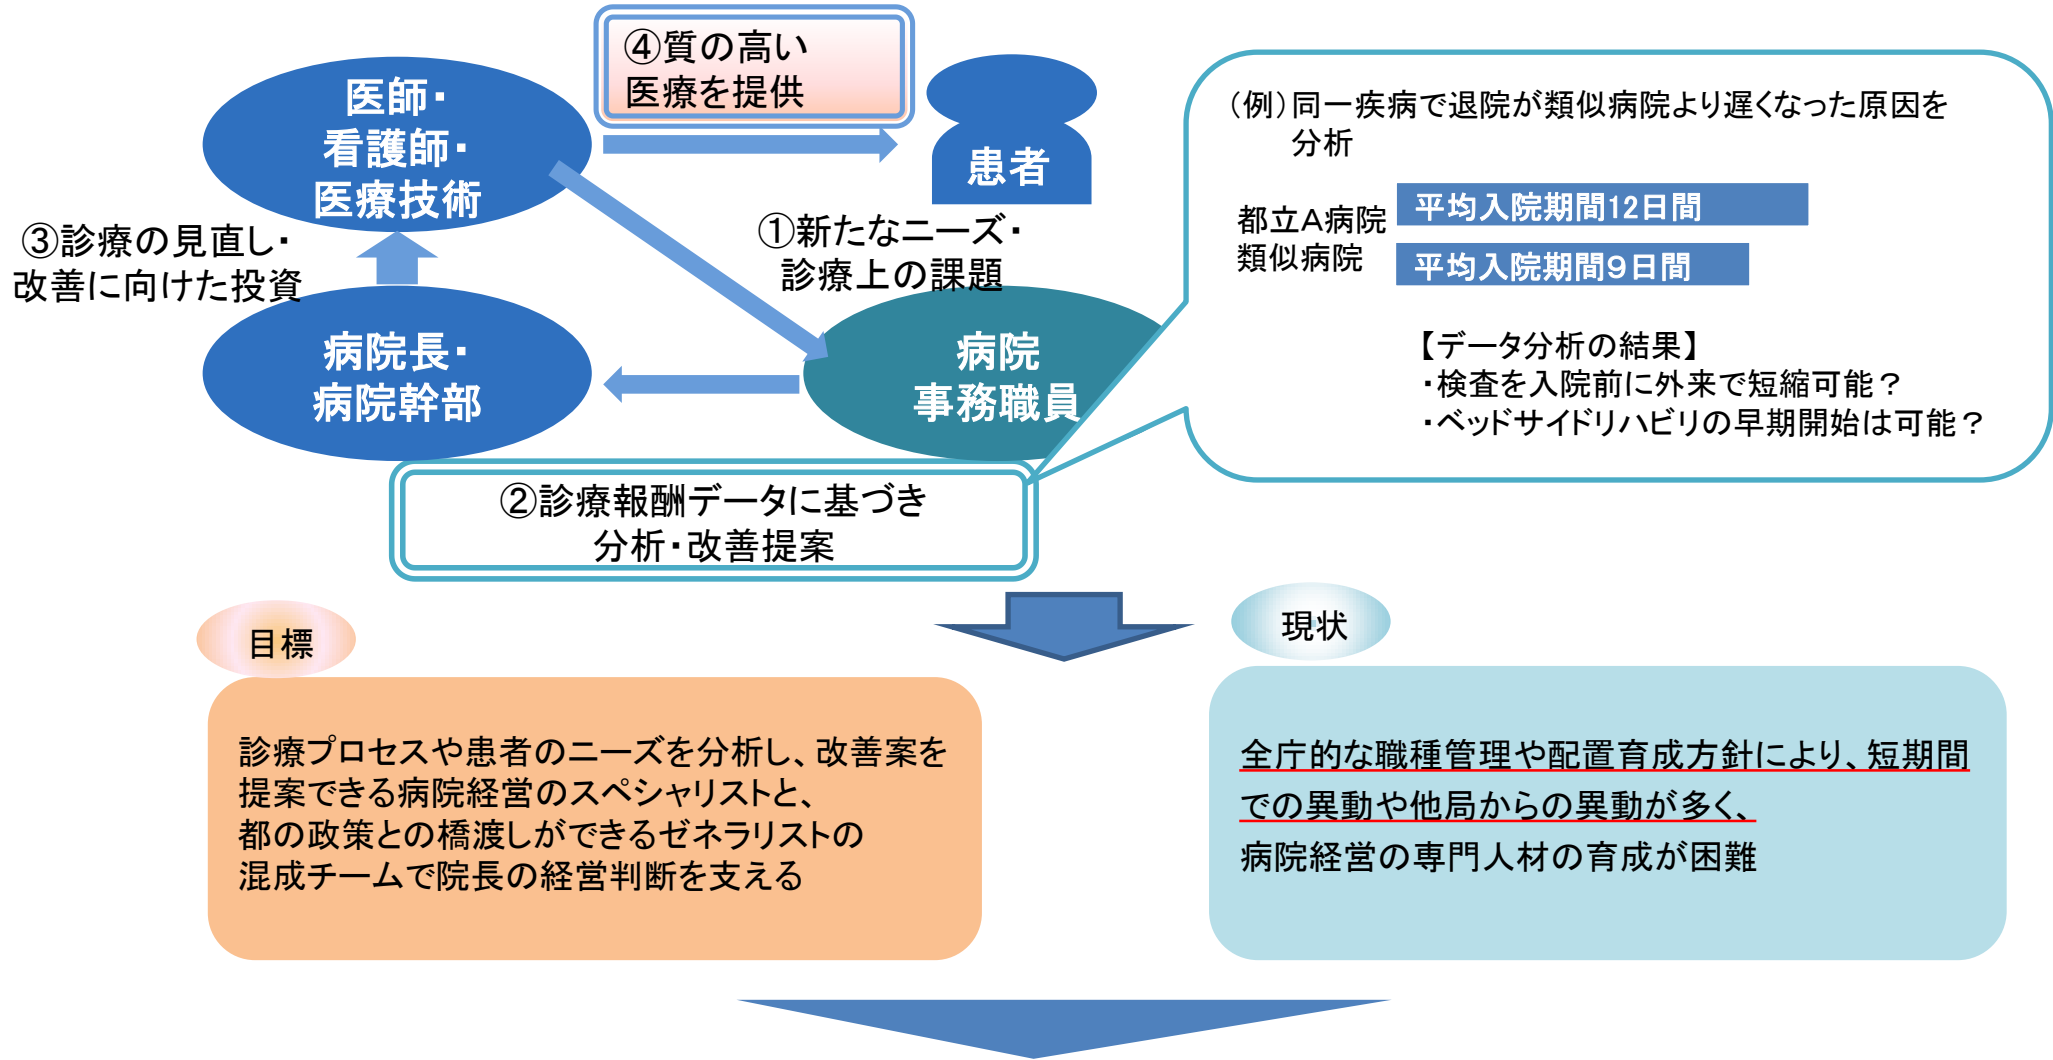 ④質の高い
医療を提供
医師・
看護師・
医療技術
患者
③診療の見直し・
改善に向けた投資
①新たなニーズ・
診療上の課題
病院長・
病院幹部
病院
事務職員
②診療報酬データに基づき
分析・改善提案
（例）同一疾病で退院が類似病院より遅くなった原因を
分析
都立A病院
平均入院期間12日間
類似病院
平均入院期間９日間
【データ分析の結果】
・検査を入院前に外来で短縮可能？
・ベッドサイドリハビリの早期開始は可能？
目標
診療プロセスや患者のニーズを分析し、改善案を
提案できる病院経営のスペシャリストと、
都の政策との橋渡しができるゼネラリストの
混成チームで院長の経営判断を支える
現状
全庁的な職種管理や配置育成方針により、短期間
での異動や他局からの異動が多く、
病院経営の専門人材の育成が困難